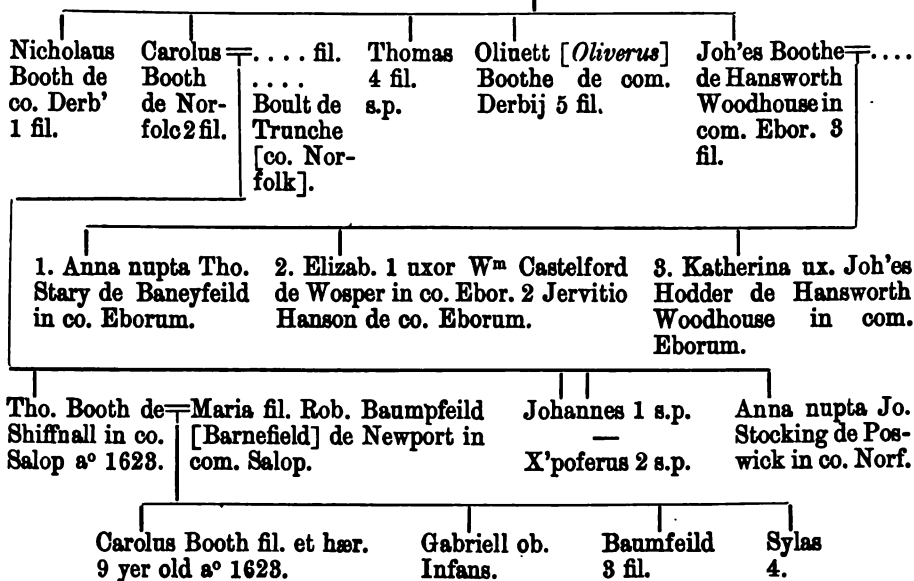 Nicholaus
Booth de
co. Derb'
1 fil.
Carolus
Booth
de Nor-
folc 2 fil.
. . . . fil.
. . . .
Boult de
Trunche
[co. Nor-
folk].
Thomas
4 fil.
s.p.
Oliuett [Oliverus]
Boothe de com.
Derbij 5 fil.
Joh'es Boothe
de Hansworth
Woodhouse in
com. Ebor. 3
fil.
. . . .
1. Anna nupta Tho.
Stary de Baneyfeild
in co. Eborum.
2. Elizab. 1 uxor Wm Castelford
de Wosper in co. Ebor. 2 Jervitio
Hanson de co. Eborum.
3. Katherina ux. Joh'es
Hodder de Hansworth
Woodhouse in com.
Eborum.
Tho. Booth de
Shiffnall in co.
Salop ao 1623.
Maria fil. Rob. Baumpfeild
[Barnefield] de Newport in
com. Salop.
Johannes 1 s.p.
—
X'poferus 2 s.p.
Anna nupta Jo.
Stocking de Pos-
wick in co. Norf.
Carolus Booth fil. et hær.
9 yer old ao 1623.
Gabriell ob.
Infans.
Baumfeild
3 fil.
Sylas
4.